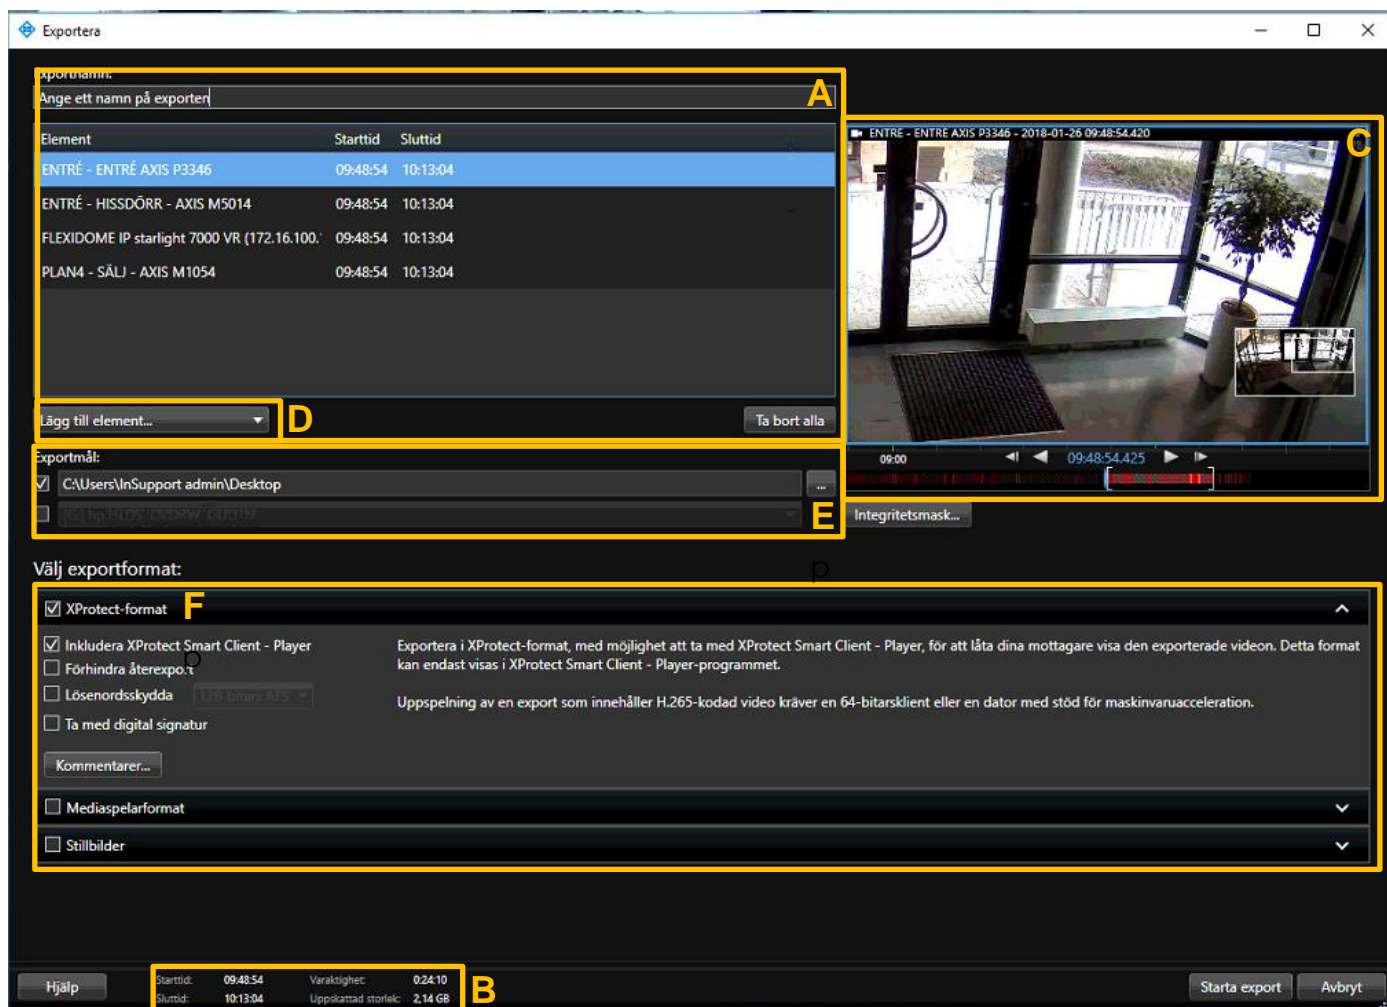 Exportera
Exportnamn:
Ange ett namn på exporten
A
Element Starttid Sluttid
ENTRÉ - ENTRÉ AXIS P3346 09:48:54 10:13:04
ENTRÉ - HISSDÖRR - AXIS M5014 09:48:54 10:13:04
FLEXIDOME IP starlight 7000 VR (172.16.100. 09:48:54 10:13:04
PLAN4 - SÄLJ - AXIS M1054 09:48:54 10:13:04
Lägg till element...
D
Ta bort alla
ENTRÉ - ENTRÉ AXIS P3346 - 2018-01-26 09:48:54.420
C
09:00 09:48:54.425
Exportmål:
C:\Users\InSupport admin\Desktop
...
E
Integritetsmask...
Välj exportformat:
p
XProtect-format
F
Inkludera XProtect Smart Client - Player
p
Förhindra återexport
Lösenordsskydda 128-bitars AES
Ta med digital signatur
Kommentarer...
Exportera i XProtect-format, med möjlighet att ta med XProtect Smart Client - Player, för att låta dina mottagare visa den exporterade videon. Detta format
kan endast visas i XProtect Smart Client - Player-programmet.
Uppspelning av en export som innehåller H.265-kodad video kräver en 64-bitarsklient eller en dator med stöd för maskinvaruacceleration.
Mediaspelarformat
Stillbilder
Hjälp
Starttid: 09:48:54 Varaktighet: 0:24:10
Sluttid: 10:13:04 Uppskattad storlek: 2,14 GB
B
Starta export
Avbryt